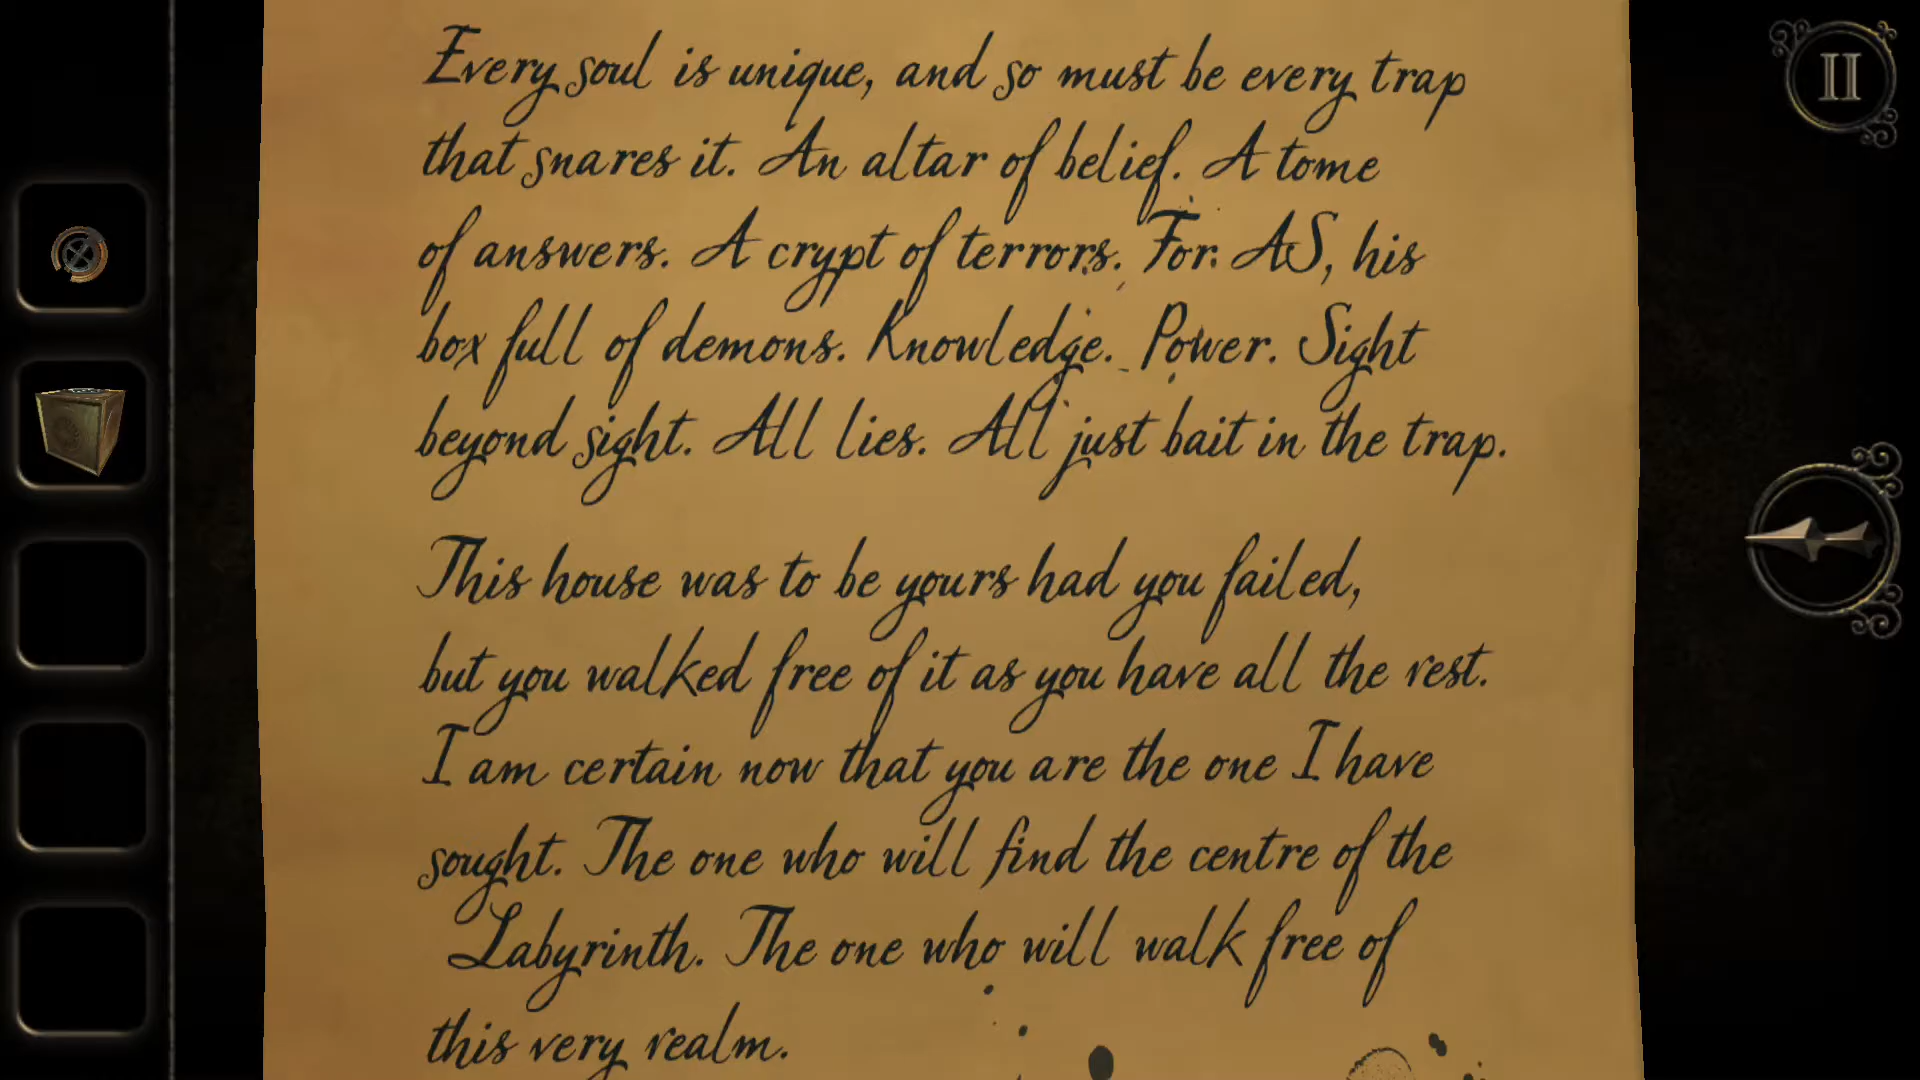 Every soul is unique, and so must be every trap
that snares it. An altar of belief. A tome
of answers. A crypt of terrors. For AS, his
box full of demons. Knowledge. Power. Sight
beyond sight. All lies. All just bait in the trap.
This house was to be yours had you failed,
but you walked free of it as you have all the rest.
I am certain now that you are the one I have
sought. The one who will find the centre of the
Labyrinth. The one who will walk free of
this very realm.